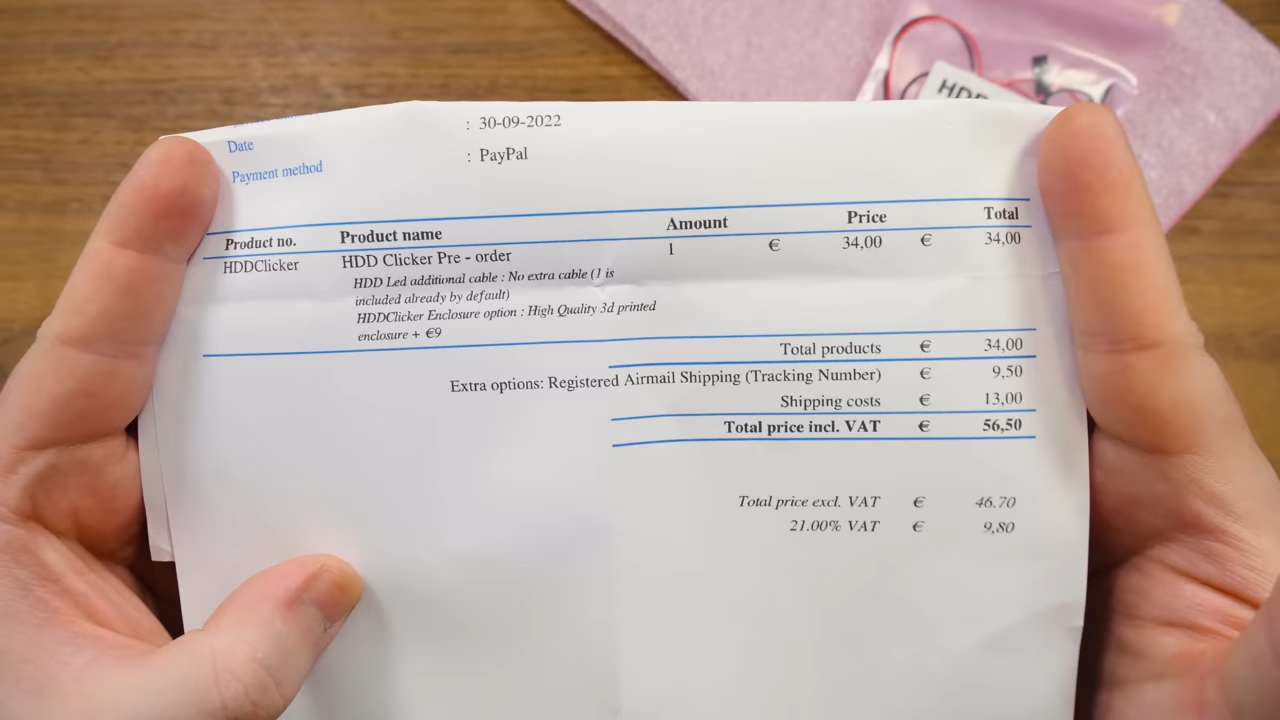 HDD
Date : 30-09-2022
Payment method : PayPal
Product no. Product name Amount Price Total
HDDClicker HDD Clicker Pre - order 1 € 34,00 € 34,00
HDD Led additional cable : No extra cable (1 is
included already by default)
HDDClicker Enclosure option : High Quality 3d printed
enclosure + €9
Total products € 34,00
Extra options: Registered Airmail Shipping (Tracking Number) € 9,50
Shipping costs € 13,00
Total price incl. VAT € 56,50
Total price excl. VAT € 46.70
21.00% VAT € 9,80